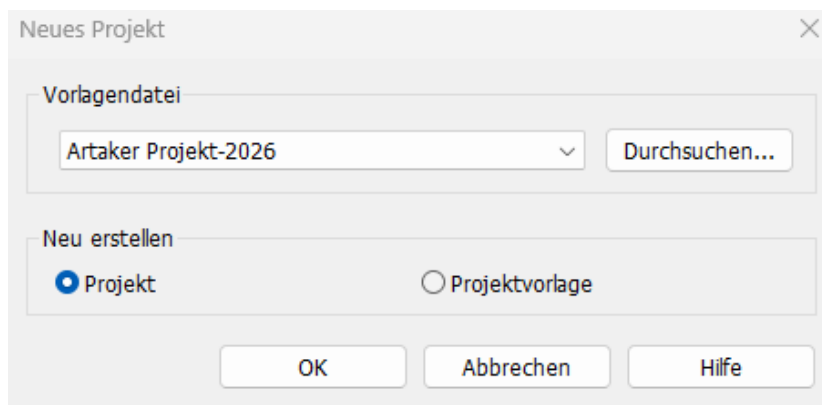 Neues Projekt
Vorlagendatei
Artaker Projekt-2026
Durchsuchen...
Neu erstellen
Projekt
Projektvorlage
OK
Abbrechen
Hilfe